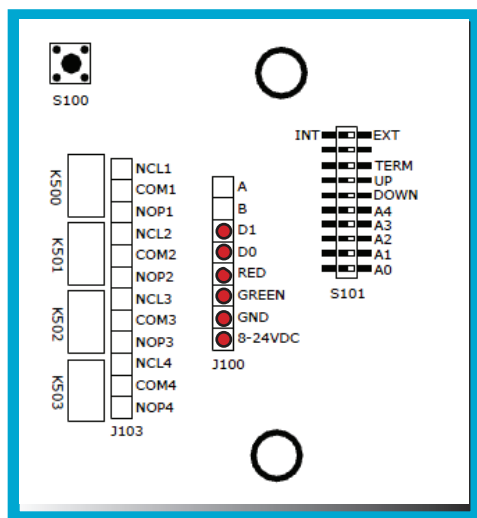 S100
INT EXT
TERM
UP
DOWN
A4
A3
A2
A1
A0
S101
K500
K501
K502
K503
NCL1
COM1
NOP1
NCL2
COM2
NOP2
NCL3
COM3
NOP3
NCL4
COM4
NOP4
J103
A
B
D1
D0
RED
GREEN
GND
8-24VDC
J100